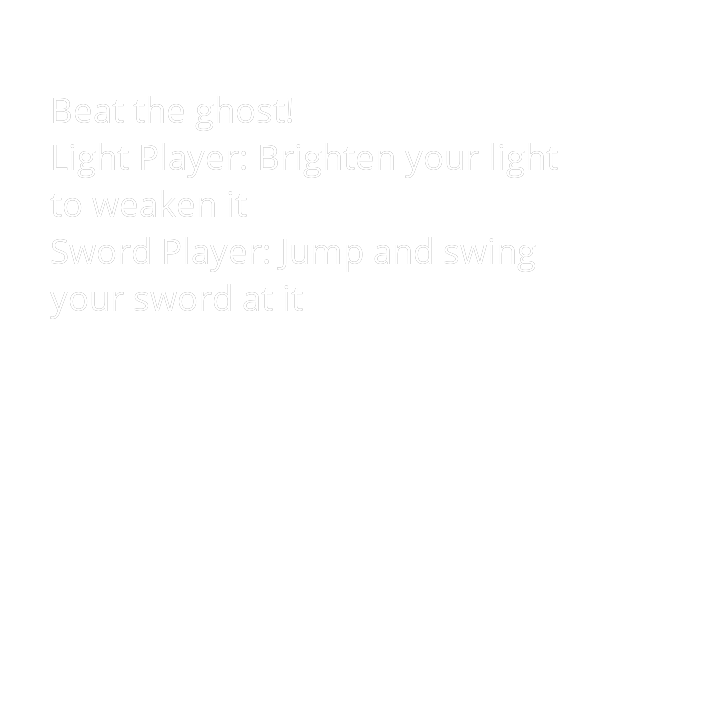 Beat the ghost!
Light Player: Brighten your light
to weaken it
Sword Player: Jump and swing
your sword at it